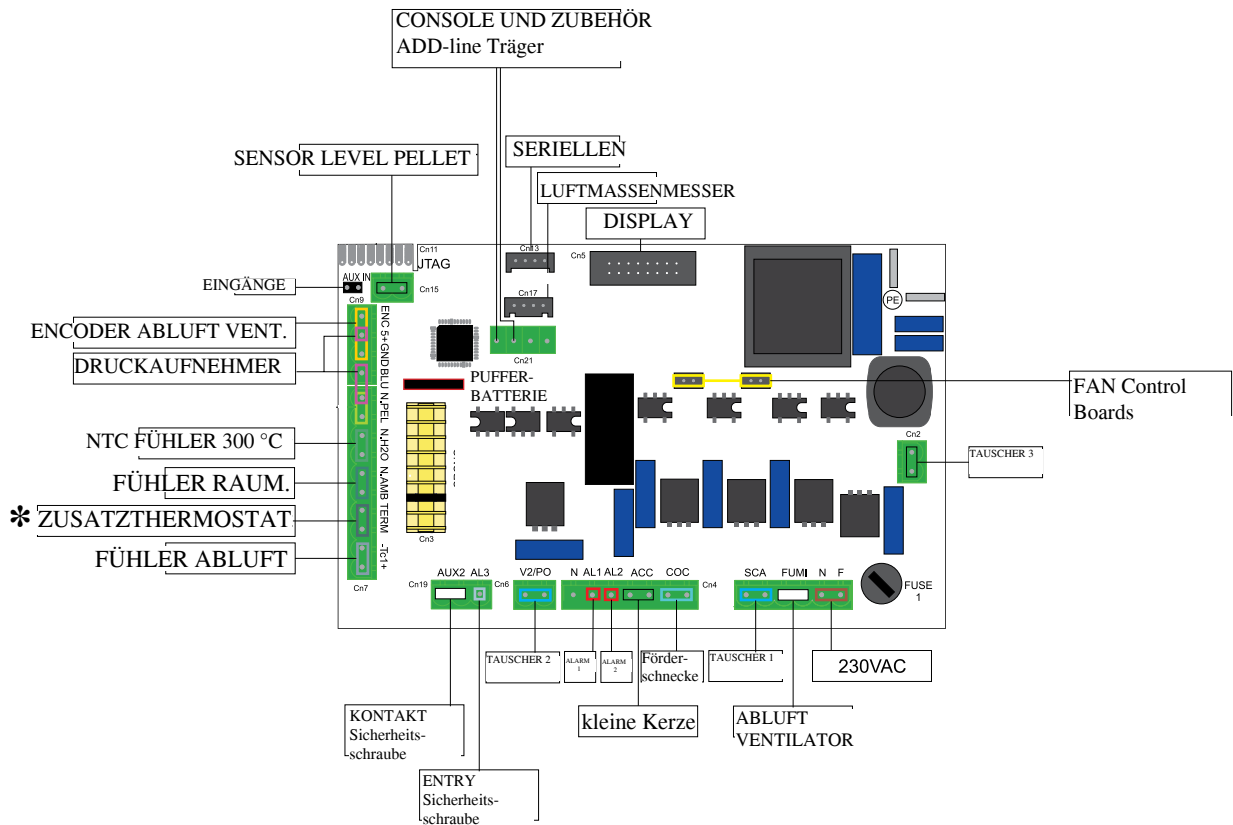 CONSOLE UND ZUBEHÖR
ADD-line Träger
SENSOR LEVEL PELLET
SERIELLEN
LUFTMASSENMESSER
DISPLAY
Cn11
JTAG
Cn13
Cn5
AUX IN
Cn15
Cn17
EINGÄNGE
Cn9
PE
ENCODER ABLUFT VENT.
DRUCKAUFNEHMER
ENC 5+GND BLU N,PEL N,H2O N,AMB TERM -Tc1+
Cn21
PUFFER-
BATTERIE
FAN Control
Boards
NTC FÜHLER 300 °C
FÜHLER RAUM.
* ZUSATZTHERMOSTAT.
FÜHLER ABLUFT
Cn2
TAUSCHER 3
Cn3
Cn7
Cn19
AUX2 AL3
Cn6
V2/PO
N AL1 AL2 ACC COC
Cn4
SCA FUMI N F
FUSE
1
TAUSCHER 2
ALARM
1
ALARM
2
Förder-
schnecke
TAUSCHER 1
230VAC
KONTAKT
Sicherheits-
schraube
kleine Kerze
ABLUFT
VENTILATOR
ENTRY
Sicherheits-
schraube